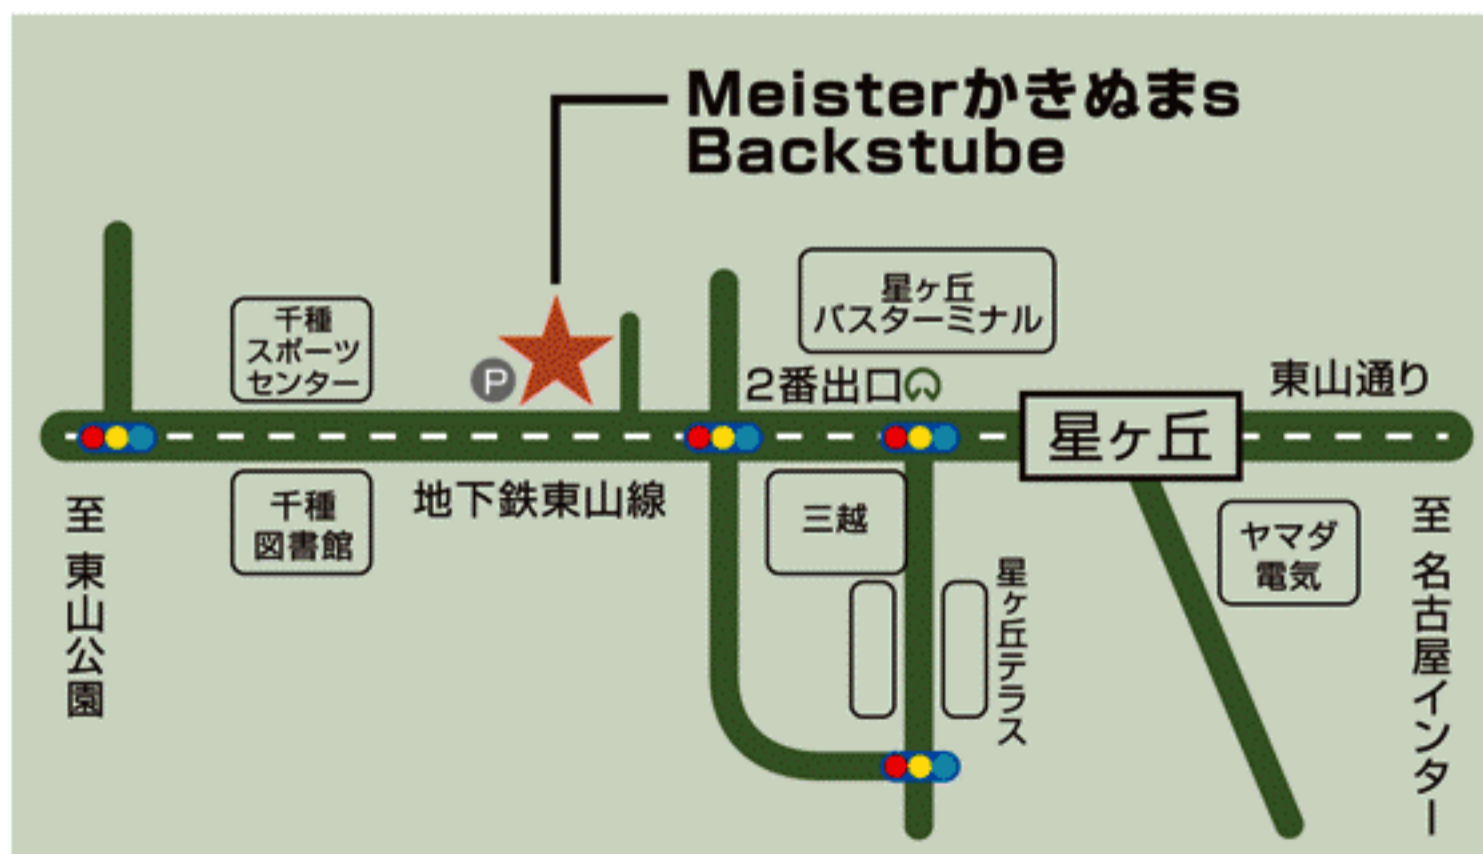 Meisterかきぬまs
Backstube
千種
スポーツ
センター
P
星ヶ丘
バスターミナル
2番出口
東山通り
星ヶ丘
千種
図書館
地下鉄東山線
三越
ヤマダ
電気
星ヶ丘テラス
至 東山公園
至 名古屋インター